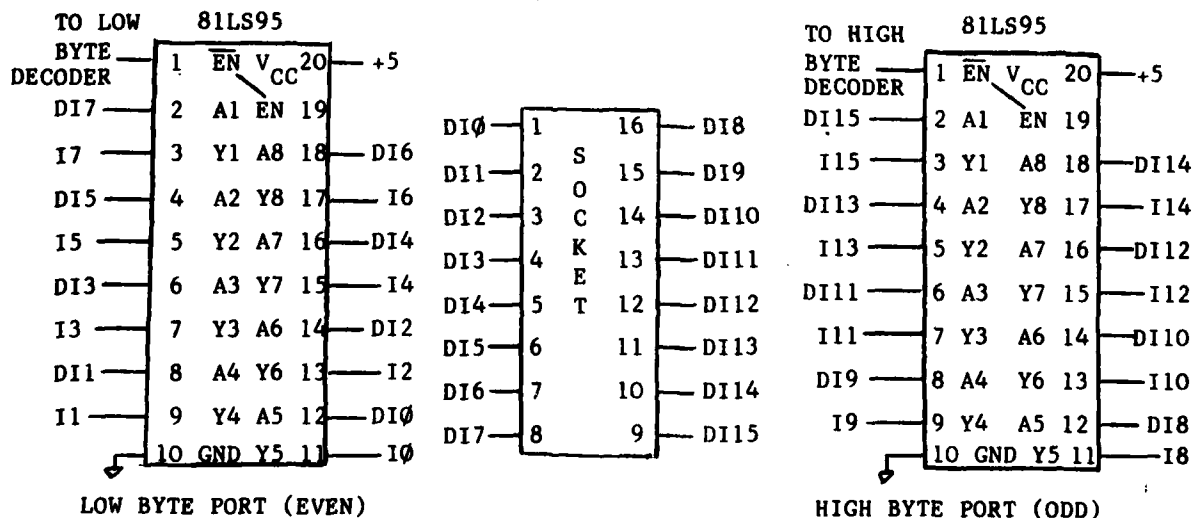 TO LOW BYTE DECODER
81LS95
1 EN VCC 20 +5
DI7 2 A1 EN 19
I7 3 Y1 A8 18 DI6
DI5 4 A2 Y8 17 I6
I5 5 Y2 A7 16 DI4
DI3 6 A3 Y7 15 I4
I3 7 Y3 A6 14 DI2
DI1 8 A4 Y6 13 I2
I1 9 Y4 A5 12 DIØ
10 GND Y5 11 IØ
LOW BYTE PORT (EVEN)
SOCKET
DIØ 1 16 DI8
DI1 2 15 DI9
DI2 3 14 DI10
DI3 4 13 DI11
DI4 5 12 DI12
DI5 6 11 DI13
DI6 7 10 DI14
DI7 8 9 DI15
TO HIGH BYTE DECODER
81LS95
1 EN VCC 20 +5
DI15 2 A1 EN 19
I15 3 Y1 A8 18 DI14
DI13 4 A2 Y8 17 I14
I13 5 Y2 A7 16 DI12
DI11 6 A3 Y7 15 I12
I11 7 Y3 A6 14 DI10
DI9 8 A4 Y6 13 I10
I9 9 Y4 A5 12 DI8
10 GND Y5 11 I8
HIGH BYTE PORT (ODD)